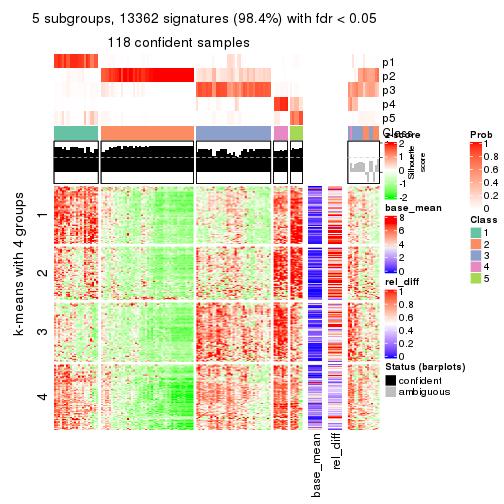 5 subgroups, 13362 signatures (98.4%) with fdr < 0.05
118 confident samples
p1
p2
p3
p4
p5
Class
z-score
2
1
0
-1
-2
Silhouette
score
Prob
1
0.8
0.6
0.4
0.2
0
base_mean
8
6
4
2
0
Class
1
2
3
4
5
rel_diff
1
0.8
0.6
0.4
0.2
0
Status (barplots)
confident
ambiguous
k-means with 4 groups
1
2
3
4
base_mean
rel_diff